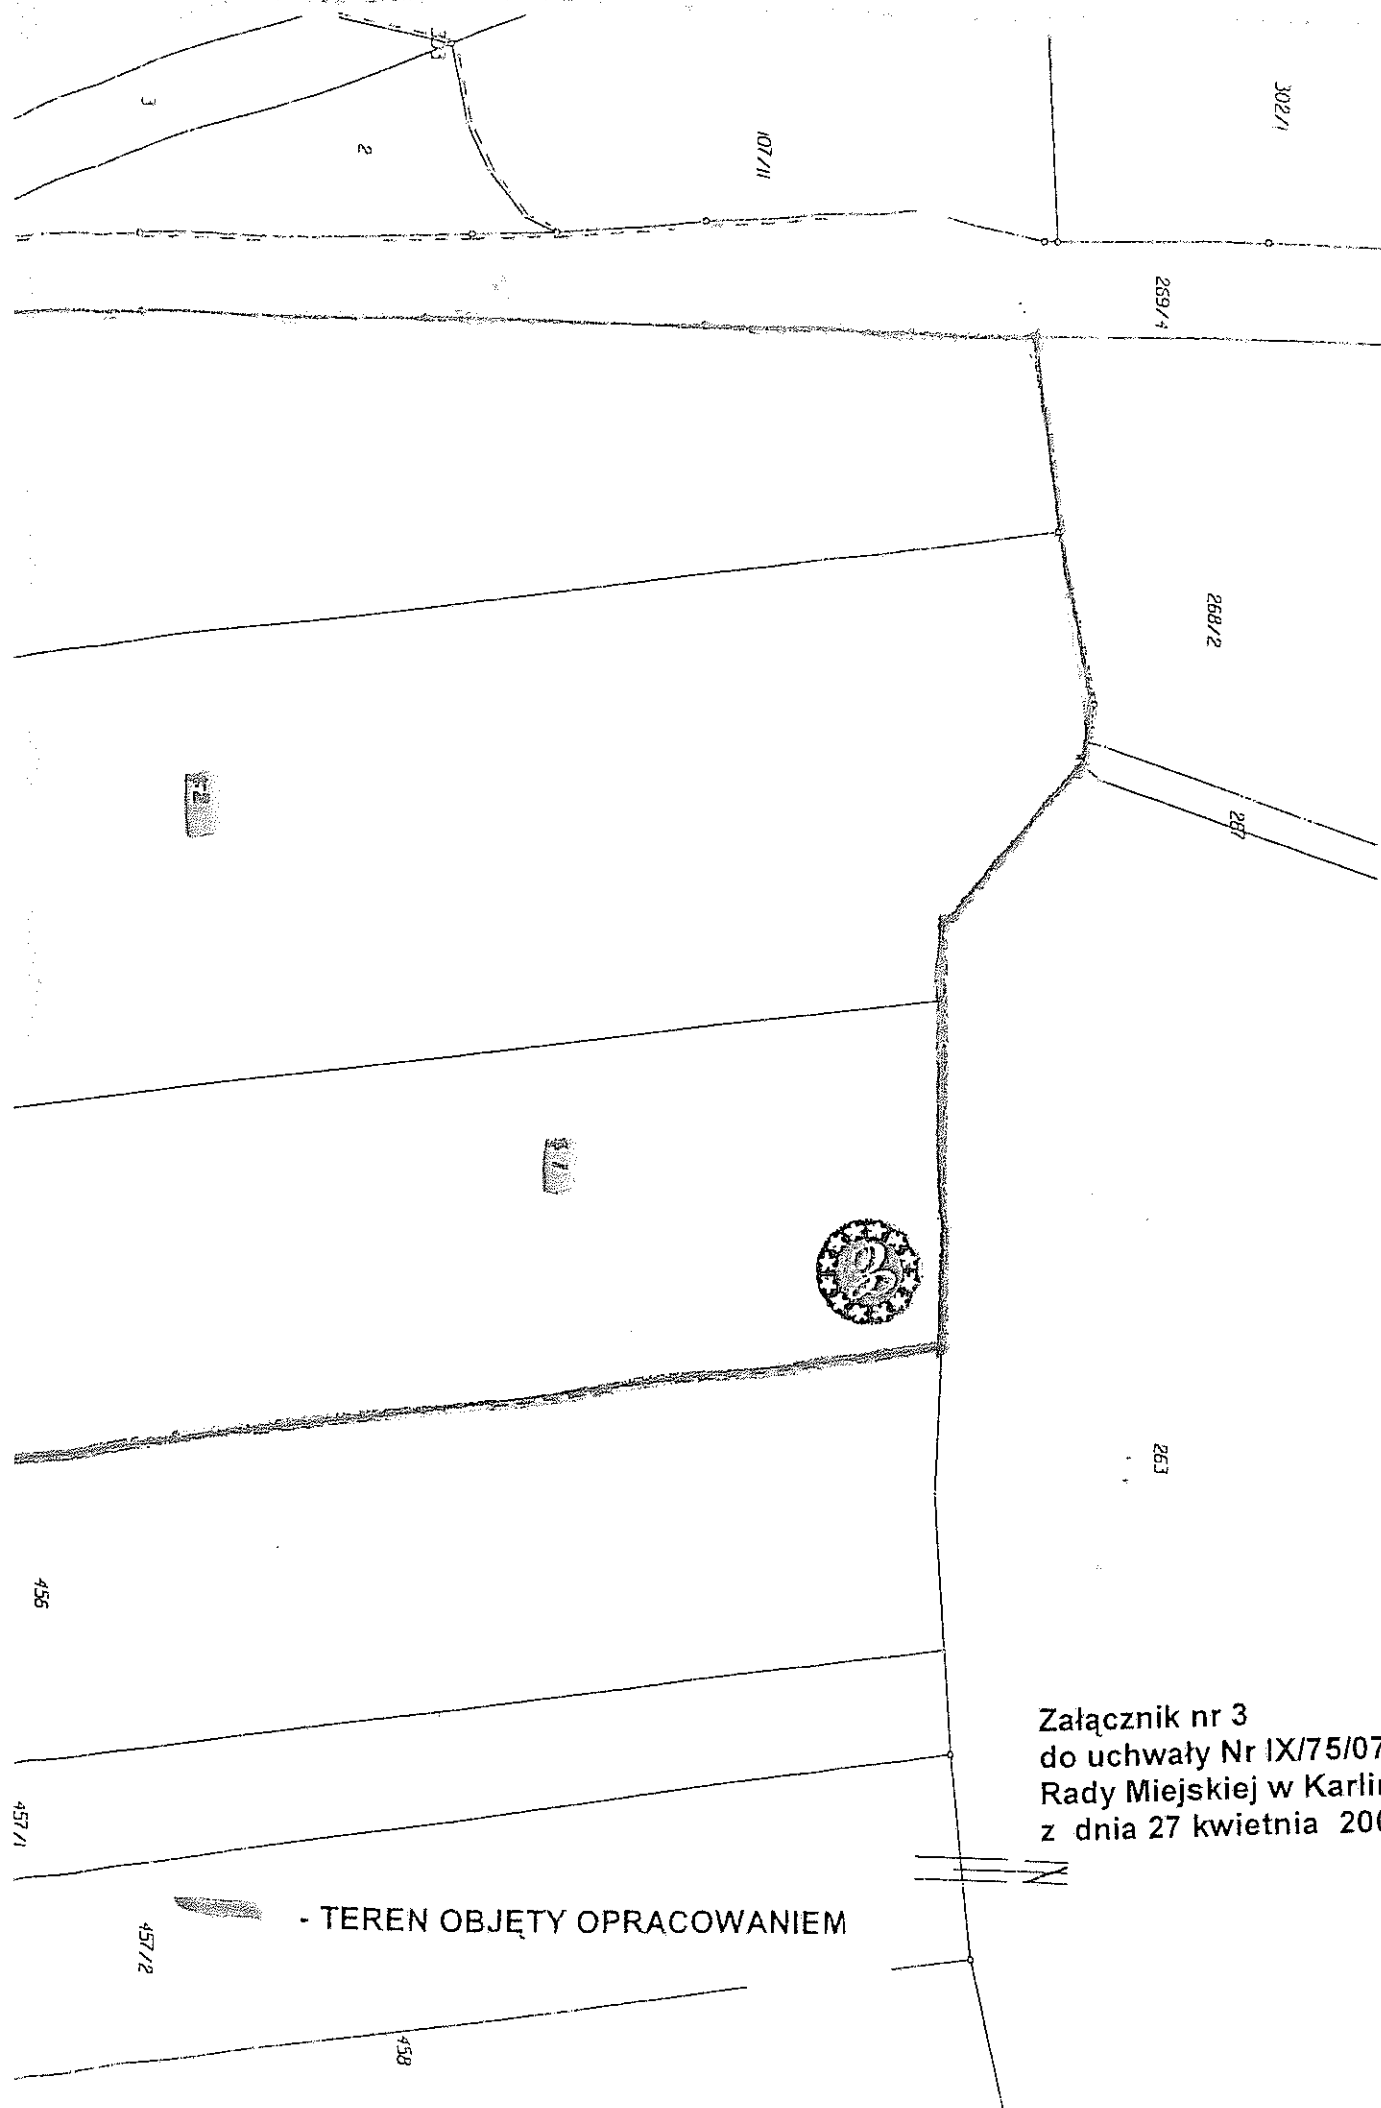 302/1
3
2
107/11
269/4
268/2
287
263
456
Załącznik nr 3
do uchwały Nr IX/75/07
Rady Miejskiej w Karli
z dnia 27 kwietnia 20
457/1
- TEREN OBJĘTY OPRACOWANIEM
457/2
458